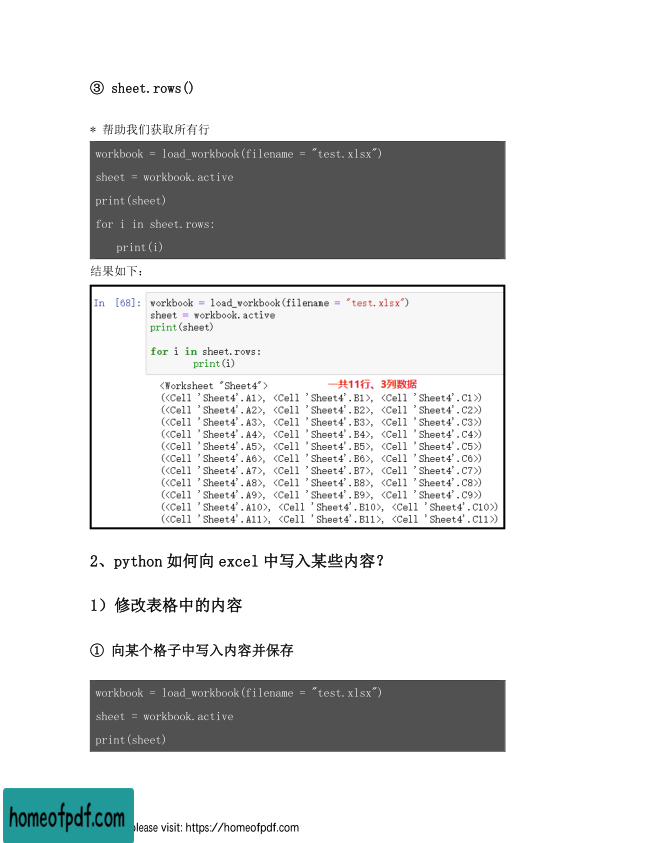 ③ sheet.rows()
* 帮助我们获取所有行
workbook = load_workbook(filename = "test.xlsx")
sheet = workbook.active
print(sheet)
for i in sheet.rows:
    print(i)
结果如下：
In [68]: workbook = load_workbook(filename = "test.xlsx")
sheet = workbook.active
print(sheet)
for i in sheet.rows:
        print(i)
<Worksheet "Sheet4">
一共11行、3列数据
(<Cell 'Sheet4'.A1>, <Cell 'Sheet4'.B1>, <Cell 'Sheet4'.C1>)
(<Cell 'Sheet4'.A2>, <Cell 'Sheet4'.B2>, <Cell 'Sheet4'.C2>)
(<Cell 'Sheet4'.A3>, <Cell 'Sheet4'.B3>, <Cell 'Sheet4'.C3>)
(<Cell 'Sheet4'.A4>, <Cell 'Sheet4'.B4>, <Cell 'Sheet4'.C4>)
(<Cell 'Sheet4'.A5>, <Cell 'Sheet4'.B5>, <Cell 'Sheet4'.C5>)
(<Cell 'Sheet4'.A6>, <Cell 'Sheet4'.B6>, <Cell 'Sheet4'.C6>)
(<Cell 'Sheet4'.A7>, <Cell 'Sheet4'.B7>, <Cell 'Sheet4'.C7>)
(<Cell 'Sheet4'.A8>, <Cell 'Sheet4'.B8>, <Cell 'Sheet4'.C8>)
(<Cell 'Sheet4'.A9>, <Cell 'Sheet4'.B9>, <Cell 'Sheet4'.C9>)
(<Cell 'Sheet4'.A10>, <Cell 'Sheet4'.B10>, <Cell 'Sheet4'.C10>)
(<Cell 'Sheet4'.A11>, <Cell 'Sheet4'.B11>, <Cell 'Sheet4'.C11>)
2、python 如何向 excel 中写入某些内容？
1）修改表格中的内容
① 向某个格子中写入内容并保存
workbook = load_workbook(filename = "test.xlsx")
sheet = workbook.active
print(sheet)
homeofpdf.com
please visit: https://homeofpdf.com